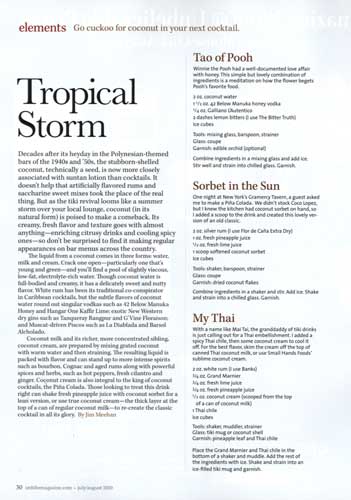 elements Go cuckoo for coconut in your next cocktail.
Tropical
Storm
Decades after its heyday in the Polynesian-themed
bars of the 1940s and '50s, the stubborn-shelled
coconut, technically a seed, is now more closely
associated with suntan lotion than cocktails. It
doesn't help that artificially flavored rums and
saccharine sweet mixes took the place of the real
thing. But as the tiki revival looms like a summer
storm over your local lounge, coconut (in its
natural form) is poised to make a comeback. Its
creamy, fresh flavor and texture goes with almost
anything—enriching citrusy drinks and cooling spicy
ones—so don't be surprised to find it making regular
appearances on bar menus across the country.
The liquid from a coconut comes in three forms: water,
milk and cream. Crack one open—particularly one that's
young and green—and you'll find a pool of slightly viscous,
low-fat, electrolyte-rich water. Though coconut water is
full-bodied and creamy, it has a delicately sweet and nutty
flavor. White rum has been its traditional co-conspirator
in Caribbean cocktails, but the subtle flavors of coconut
water round out singular vodkas such as 42 Below Manuka
Honey and Hangar One Kaffir Lime; exotic New Western
dry gins such as Tanqueray Rangpur and G'Vine Floraison;
and Muscat-driven Piscos such as La Diablada and Barsol
Alcholado.
Coconut milk and its richer, more concentrated sibling,
coconut cream, are prepared by mixing grated coconut
with warm water and then straining. The resulting liquid is
packed with flavor and can stand up to more intense spirits
such as bourbon, Cognac and aged rums along with powerful
spices and herbs, such as hot peppers, fresh cilantro and
ginger. Coconut cream is also integral to the king of coconut
cocktails, the Piña Colada. Those looking to treat this drink
right can shake fresh pineapple juice with coconut sorbet for a
lean version, or use true coconut cream—the thick layer at the
top of a can of regular coconut milk—to re-create the classic
cocktail in all its glory. By Jim Meehan
Tao of Pooh
Winnie the Pooh had a well-documented love affair
with honey. This simple but lovely combination of
ingredients is a meditation on how the flower begets
Pooh's favorite food.
2 oz. coconut water
1 1/2 oz. 42 Below Manuka honey vodka
1/4 oz. Galliano L'Autentico
2 dashes lemon bitters (I use The Bitter Truth)
Ice cubes
Tools: mixing glass, barspoon, strainer
Glass: coupe
Garnish: edible orchid (optional)
Combine ingredients in a mixing glass and add ice.
Stir well and strain into chilled glass. Garnish.
Sorbet in the Sun
One night at New York's Gramercy Tavern, a guest asked
me to make a Piña Colada. We didn't stock Coco Lopez,
but I knew the kitchen had coconut sorbet on hand, so
I added a scoop to the drink and created this lovely ver-
sion of an old classic.
2 oz. silver rum (I use Flor de Caña Extra Dry)
1 oz. fresh pineapple juice
1/2 oz. fresh lime juice
1 scoop softened coconut sorbet
Ice cubes
Tools: shaker, barspoon, strainer
Glass: coupe
Garnish: dried coconut flakes
Combine ingredients in a shaker and stir. Add ice. Shake
and strain into a chilled glass. Garnish.
My Thai
With a name like Mai Tai, the granddaddy of tiki drinks
is just calling out for a Thai embellishment. I added a
spicy Thai chile, then some coconut cream to cool it
off. For the best flavor, skim the cream off the top of
canned Thai coconut milk, or use Small Hands Foods'
sublime coconut cream.
2 oz. white rum (I use Banks)
3/4 oz. Grand Marnier
3/4 oz. fresh lime juice
3/4 oz. fresh pineapple juice
1/2 oz. coconut cream (scooped from the top
of a can of coconut milk)
1 Thai chile
Ice cubes
Tools: shaker, muddler, strainer
Glass: tiki mug or coconut shell
Garnish: pineapple leaf and Thai chile
Place the Grand Marnier and Thai chile in the
bottom of a shaker and muddle. Add the rest of
the ingredients with ice. Shake and strain into an
ice-filled tiki mug and garnish.
30 imbibemagazine.com • july/august 2010